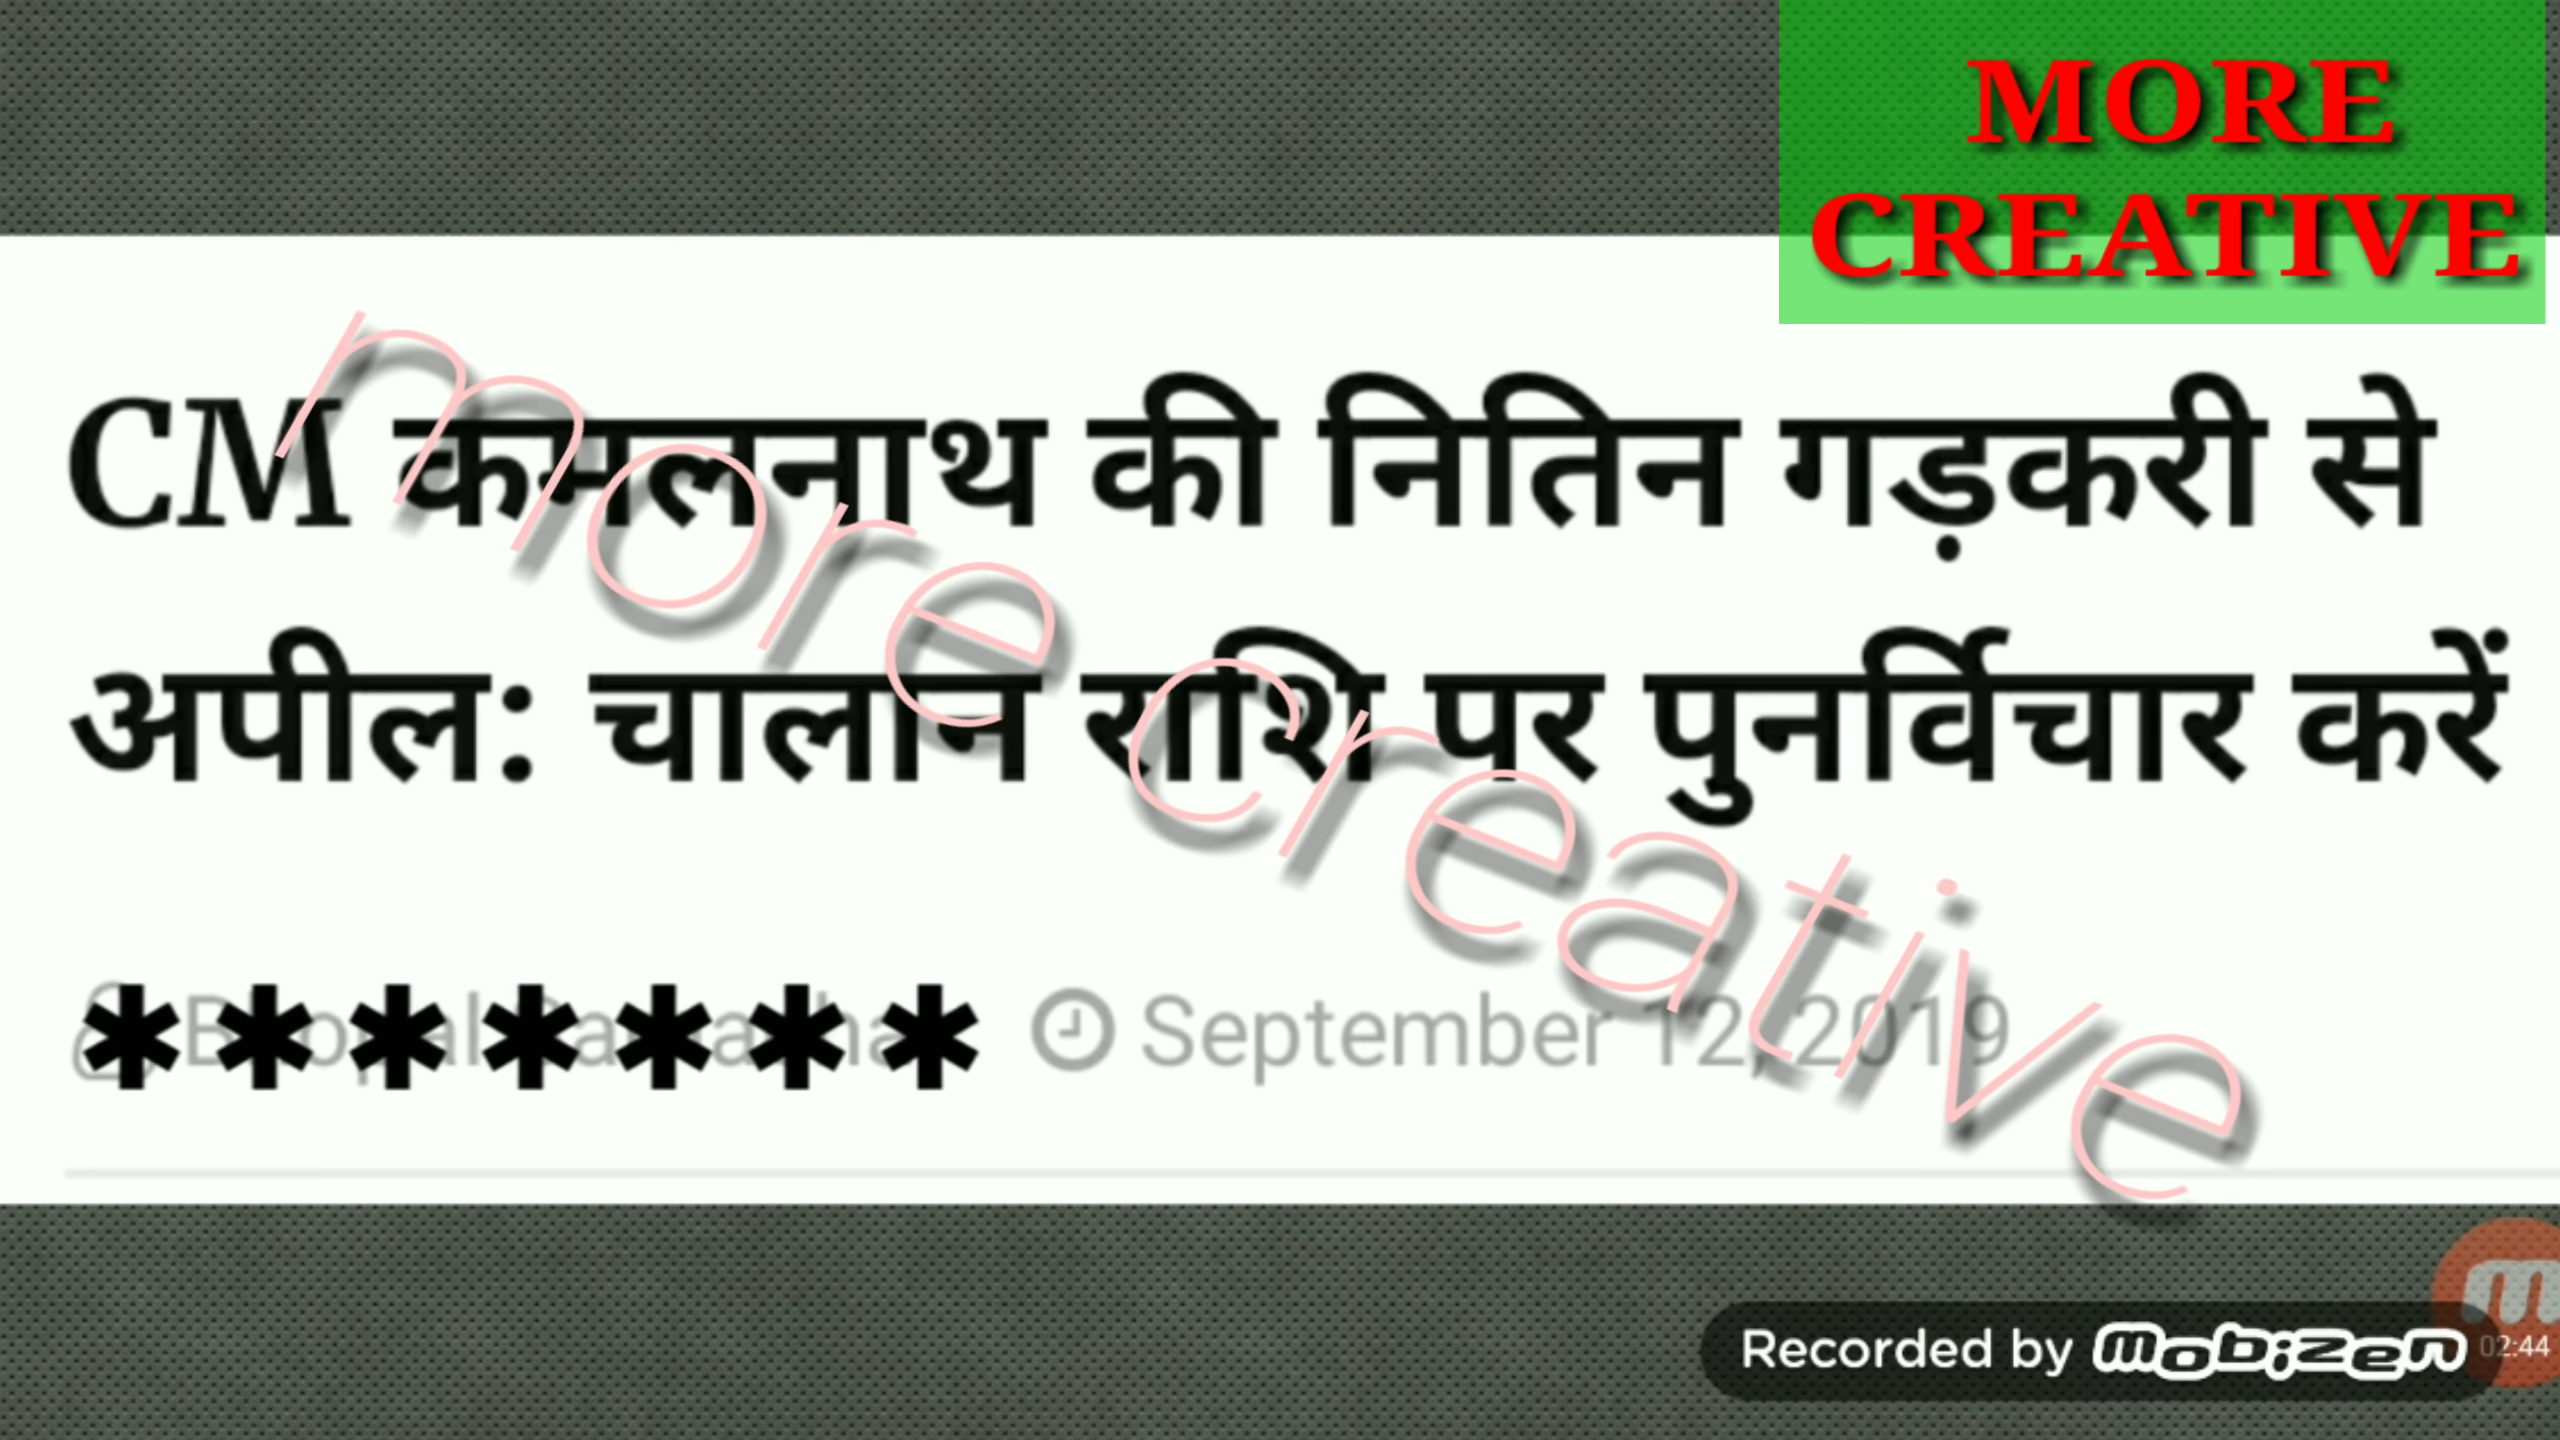 MORE
CREATIVE
CM कमलनाथ की नितिन गड़करी से
अपील: चालान राशि पर पुनर्विचार करें
more creative
******* September 12, 2019
Recorded by mobizen
02:44